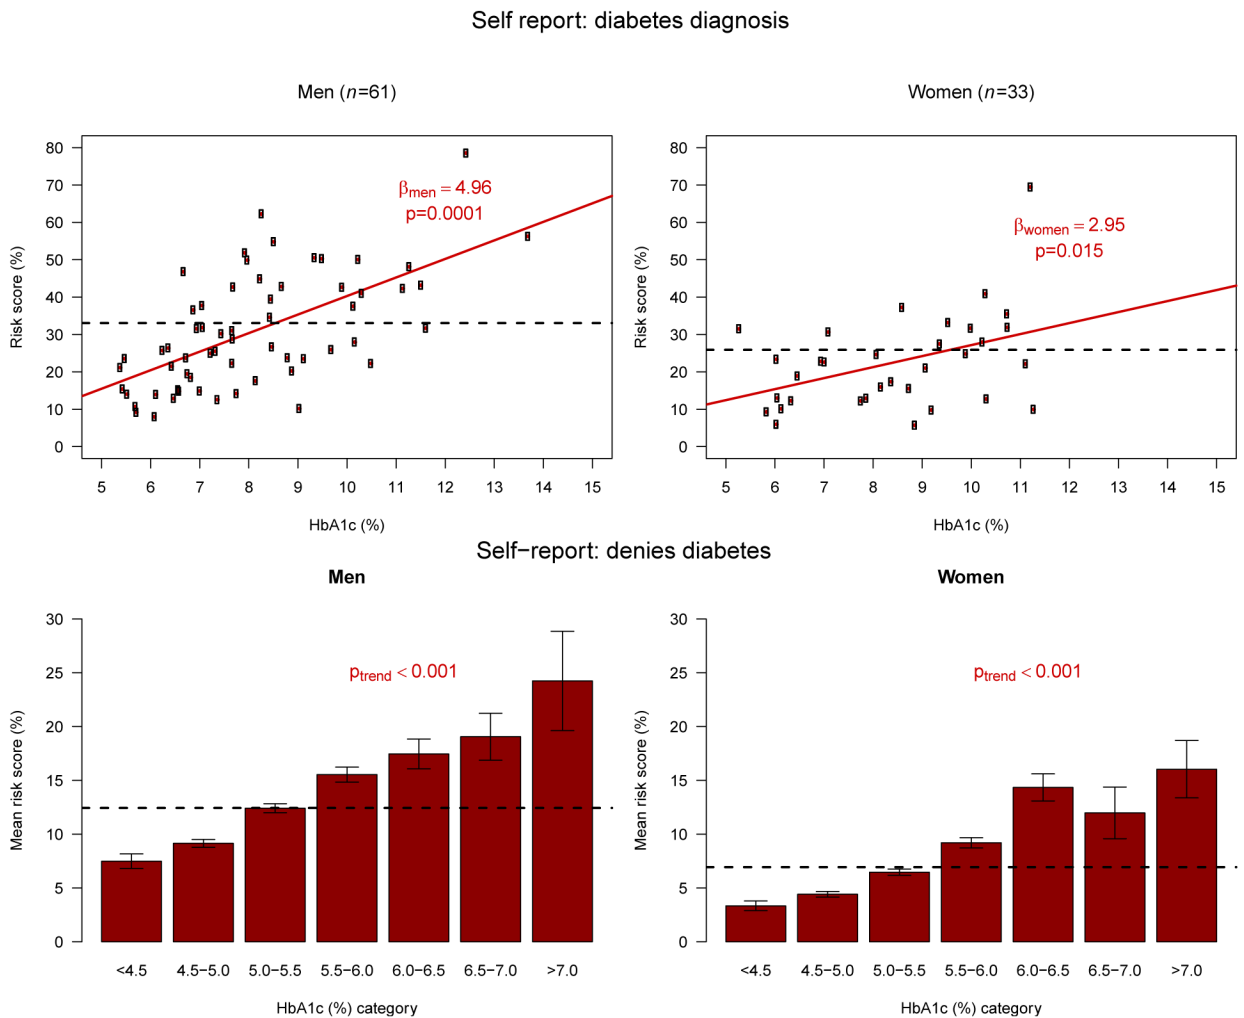 Self report: diabetes diagnosis
Men (n=61)
Women (n=33)
Risk score (%)
80
70
60
50
40
30
20
10
0
βmen = 4.96
p=0.0001
5 6 7 8 9 10 11 12 13 14 15
HbA1c (%)
Risk score (%)
80
70
60
50
40
30
20
10
0
βwomen = 2.95
p=0.015
5 6 7 8 9 10 11 12 13 14 15
HbA1c (%)
Self−report: denies diabetes
Men
Women
Mean risk score (%)
30
25
20
15
10
5
0
ptrend < 0.001
<4.5 4.5−5.0 5.0−5.5 5.5−6.0 6.0−6.5 6.5−7.0 >7.0
HbA1c (%) category
Mean risk score (%)
30
25
20
15
10
5
0
ptrend < 0.001
<4.5 4.5−5.0 5.0−5.5 5.5−6.0 6.0−6.5 6.5−7.0 >7.0
HbA1c (%) category